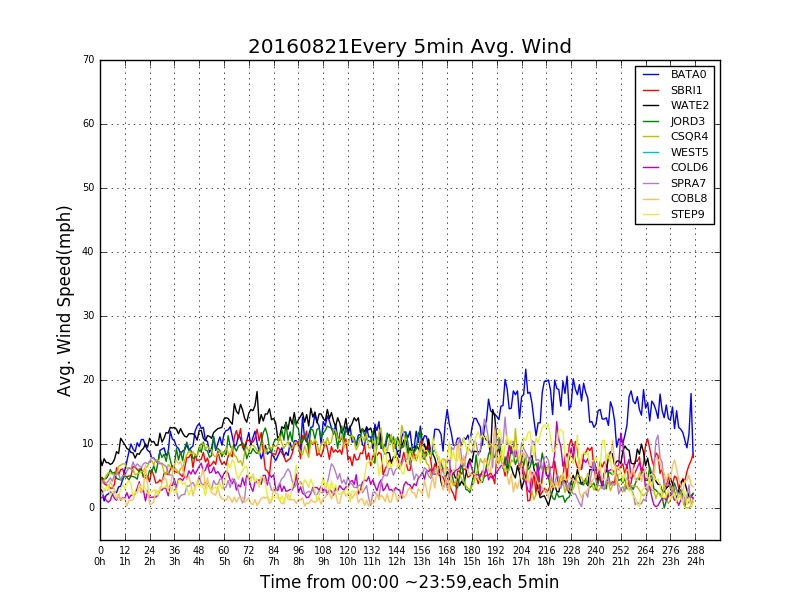 20160821Every 5min Avg. Wind
70
60
50
40
30
20
10
0
Avg. Wind Speed(mph)
BATA0
SBRI1
WATE2
JORD3
CSQR4
WEST5
COLD6
SPRA7
COBL8
STEP9
0 12 24 36 48 60 72 84 96 108 120 132 144 156 168 180 192 204 216 228 240 252 264 276 288
0h 1h 2h 3h 4h 5h 6h 7h 8h 9h 10h 11h 12h 13h 14h 15h 16h 17h 18h 19h 20h 21h 22h 23h 24h
Time from 00:00 ~23:59,each 5min